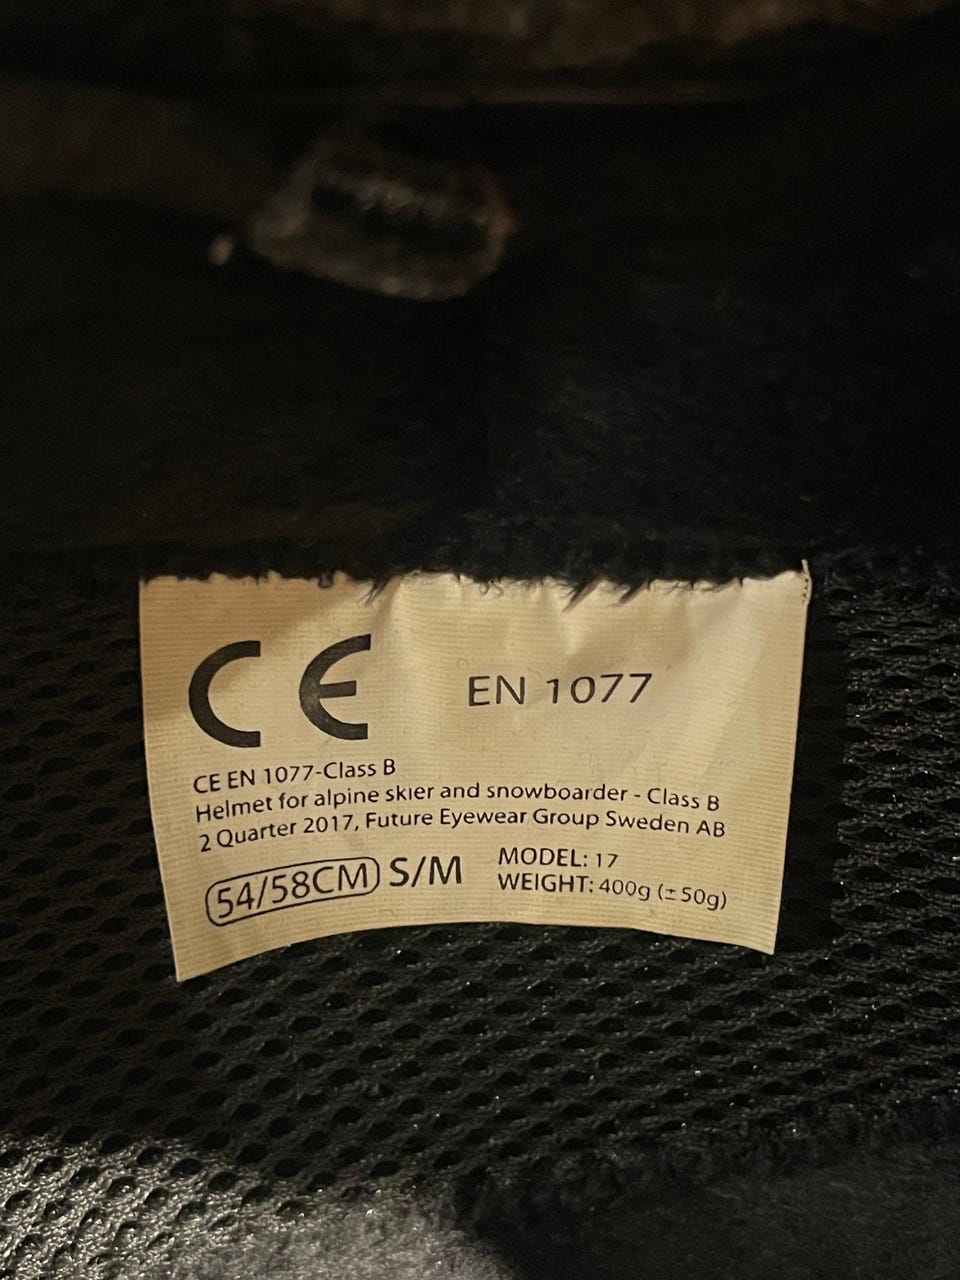 CE EN 1077
CE EN 1077-Class B
Helmet for alpine skier and snowboarder - Class B
2 Quarter 2017, Future Eyewear Group Sweden AB
54/58CM S/M
MODEL: 17
WEIGHT: 400g (±50g)